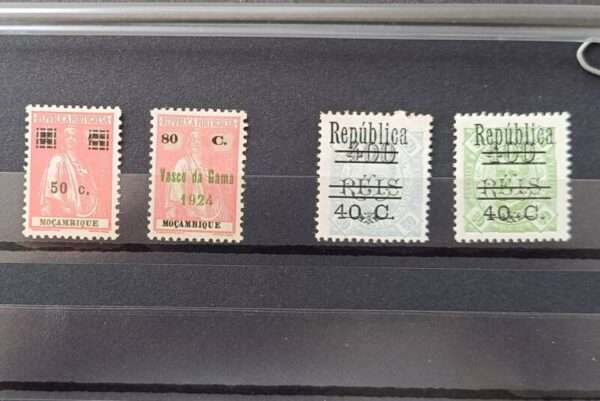 REPUBLICA PORTUGUESA
50 c.
MOÇAMBIQUE
REPUBLICA PORTUGUESA
80 C.
Vasco da Gama
1924
MOÇAMBIQUE
República
400
RÉIS
40 C.
República
400
RÉIS
40 C.